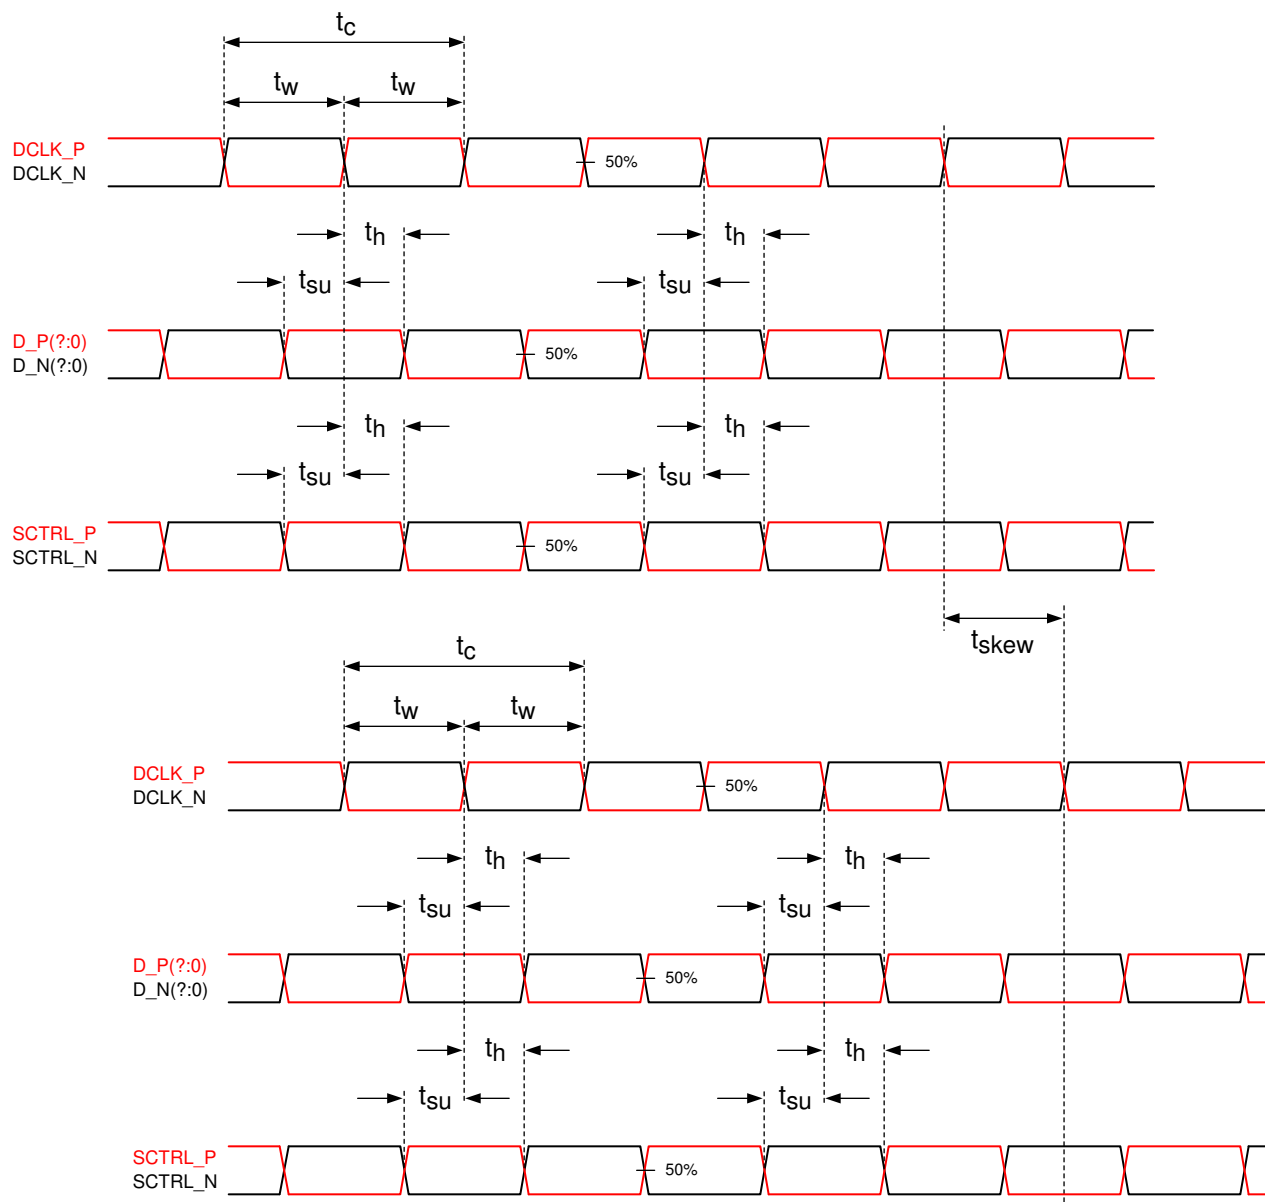 tc
tw tw
DCLK_P
DCLK_N
50%
th th
tsu tsu
D_P(?:0)
D_N(?:0)
50%
th th
tsu tsu
SCTRL_P
SCTRL_N
50%
tskew
tc
tw tw
DCLK_P
DCLK_N
50%
th th
tsu tsu
D_P(?:0)
D_N(?:0)
50%
th th
tsu tsu
SCTRL_P
SCTRL_N
50%